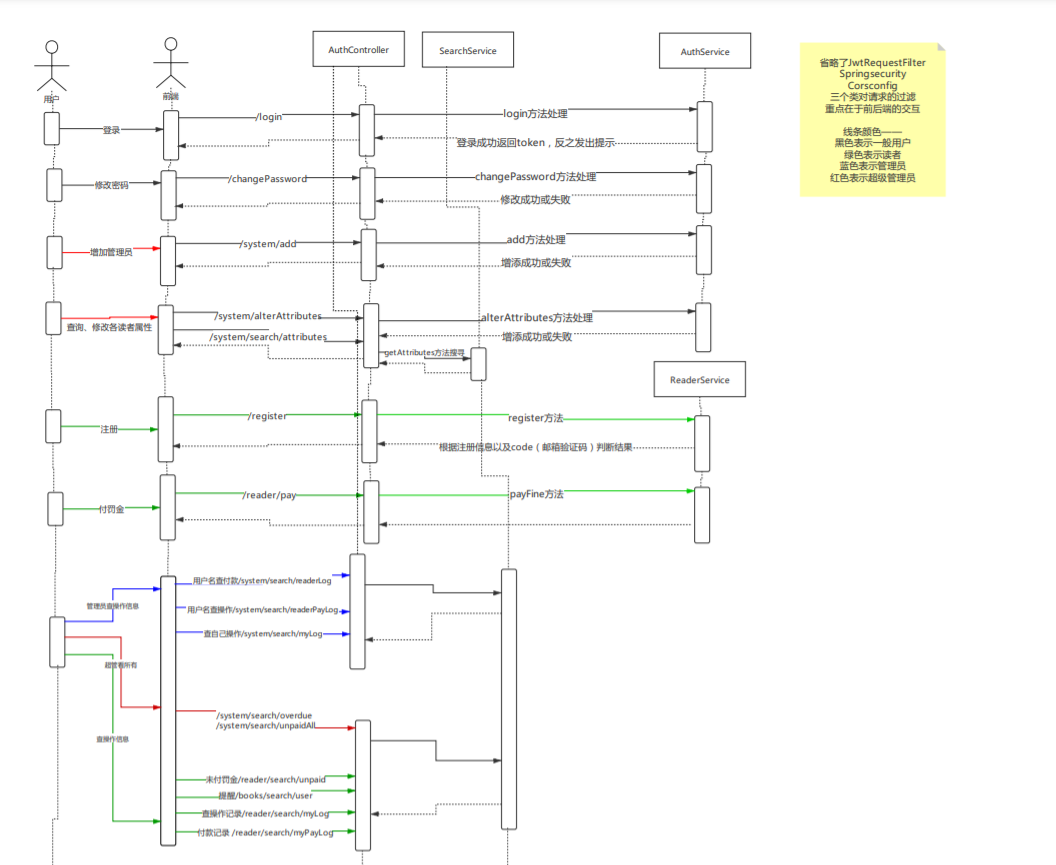 AuthController
SearchService
AuthService
用户
前端
省略了JwtRequestFilter
Springsecurity
Corsconfig
三个类对请求的过滤
重点在于前后端的交互
线条颜色——
黑色表示一般用户
绿色表示读者
蓝色表示管理员
红色表示超级管理员
登录
/login
login方法处理
登录成功返回token，反之发出提示
修改密码
/changePassword
changePassword方法处理
修改成功或失败
增加管理员
/system/add
add方法处理
增添成功或失败
查询、修改各读者属性
/system/alterAttributes
alterAttributes方法处理
/system/search/attributes
增添成功或失败
getAttributes方法搜寻
ReaderService
注册
/register
register方法
根据注册信息以及code（邮箱验证码）判断结果
付罚金
/reader/pay
payFine方法
管理员查操作信息
用户名查付款/system/search/readerLog
用户名查操作/system/search/readerPayLog
查自己操作/system/search/myLog
超管看所有
/system/search/overdue
/system/search/unpaidAll
查操作信息
未付罚金/reader/search/unpaid
提醒/books/search/user
查操作记录/reader/search/myLog
付款记录 /reader/search/myPayLog